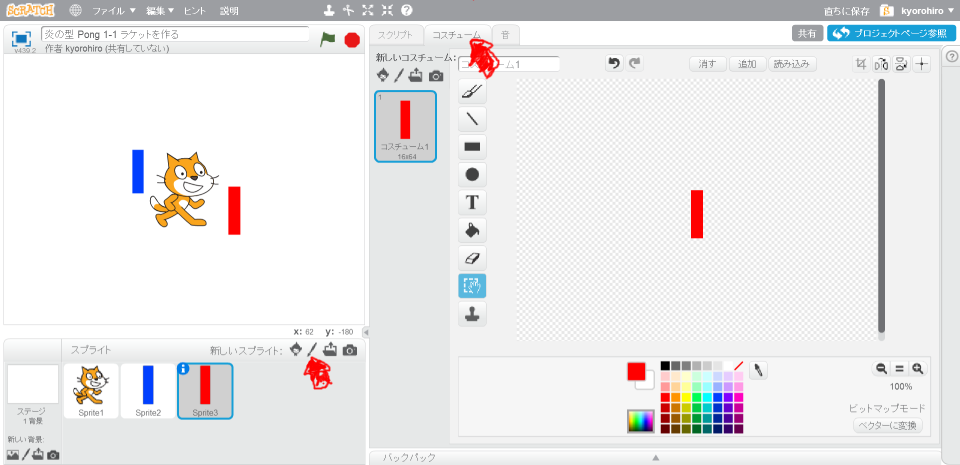 SCRATCH ファイル▼ 編集▼ ヒント 説明 直ちに保存 kyorohiro▼
炎の型 Pong 1-1 ラケットを作る
作者 kyorohiro (共有していない)
v439.2
スクリプト コスチューム 音 共有 プロジェクトページ参照
新しいコスチューム:
ーム1 消す 追加 読み込み
1
コスチューム1
16x64
T
x: 62 y: -180
スプライト 新しいスプライト:
ステージ
1 背景
新しい背景:
Sprite1 Sprite2 Sprite3
100%
ビットマップモード
ベクターに変換
バックパック